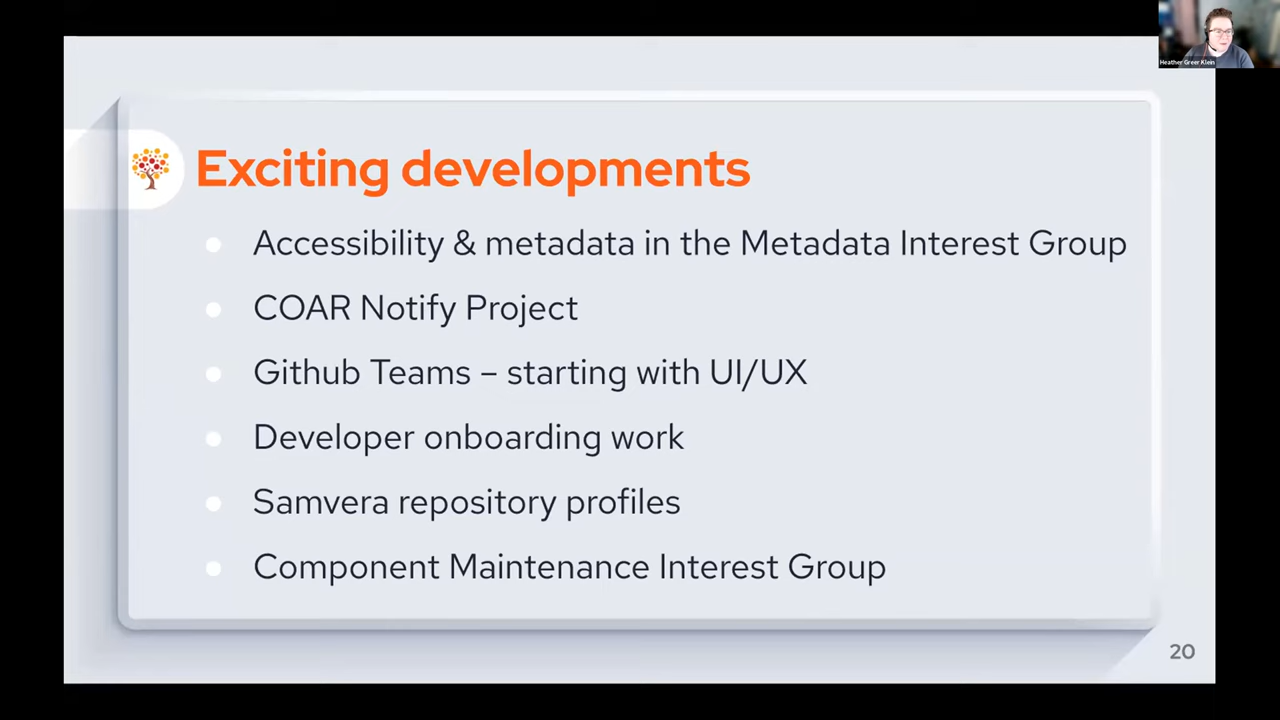 Heather Greer Klein
Exciting developments
Accessibility & metadata in the Metadata Interest Group
COAR Notify Project
Github Teams – starting with UI/UX
Developer onboarding work
Samvera repository profiles
Component Maintenance Interest Group
20